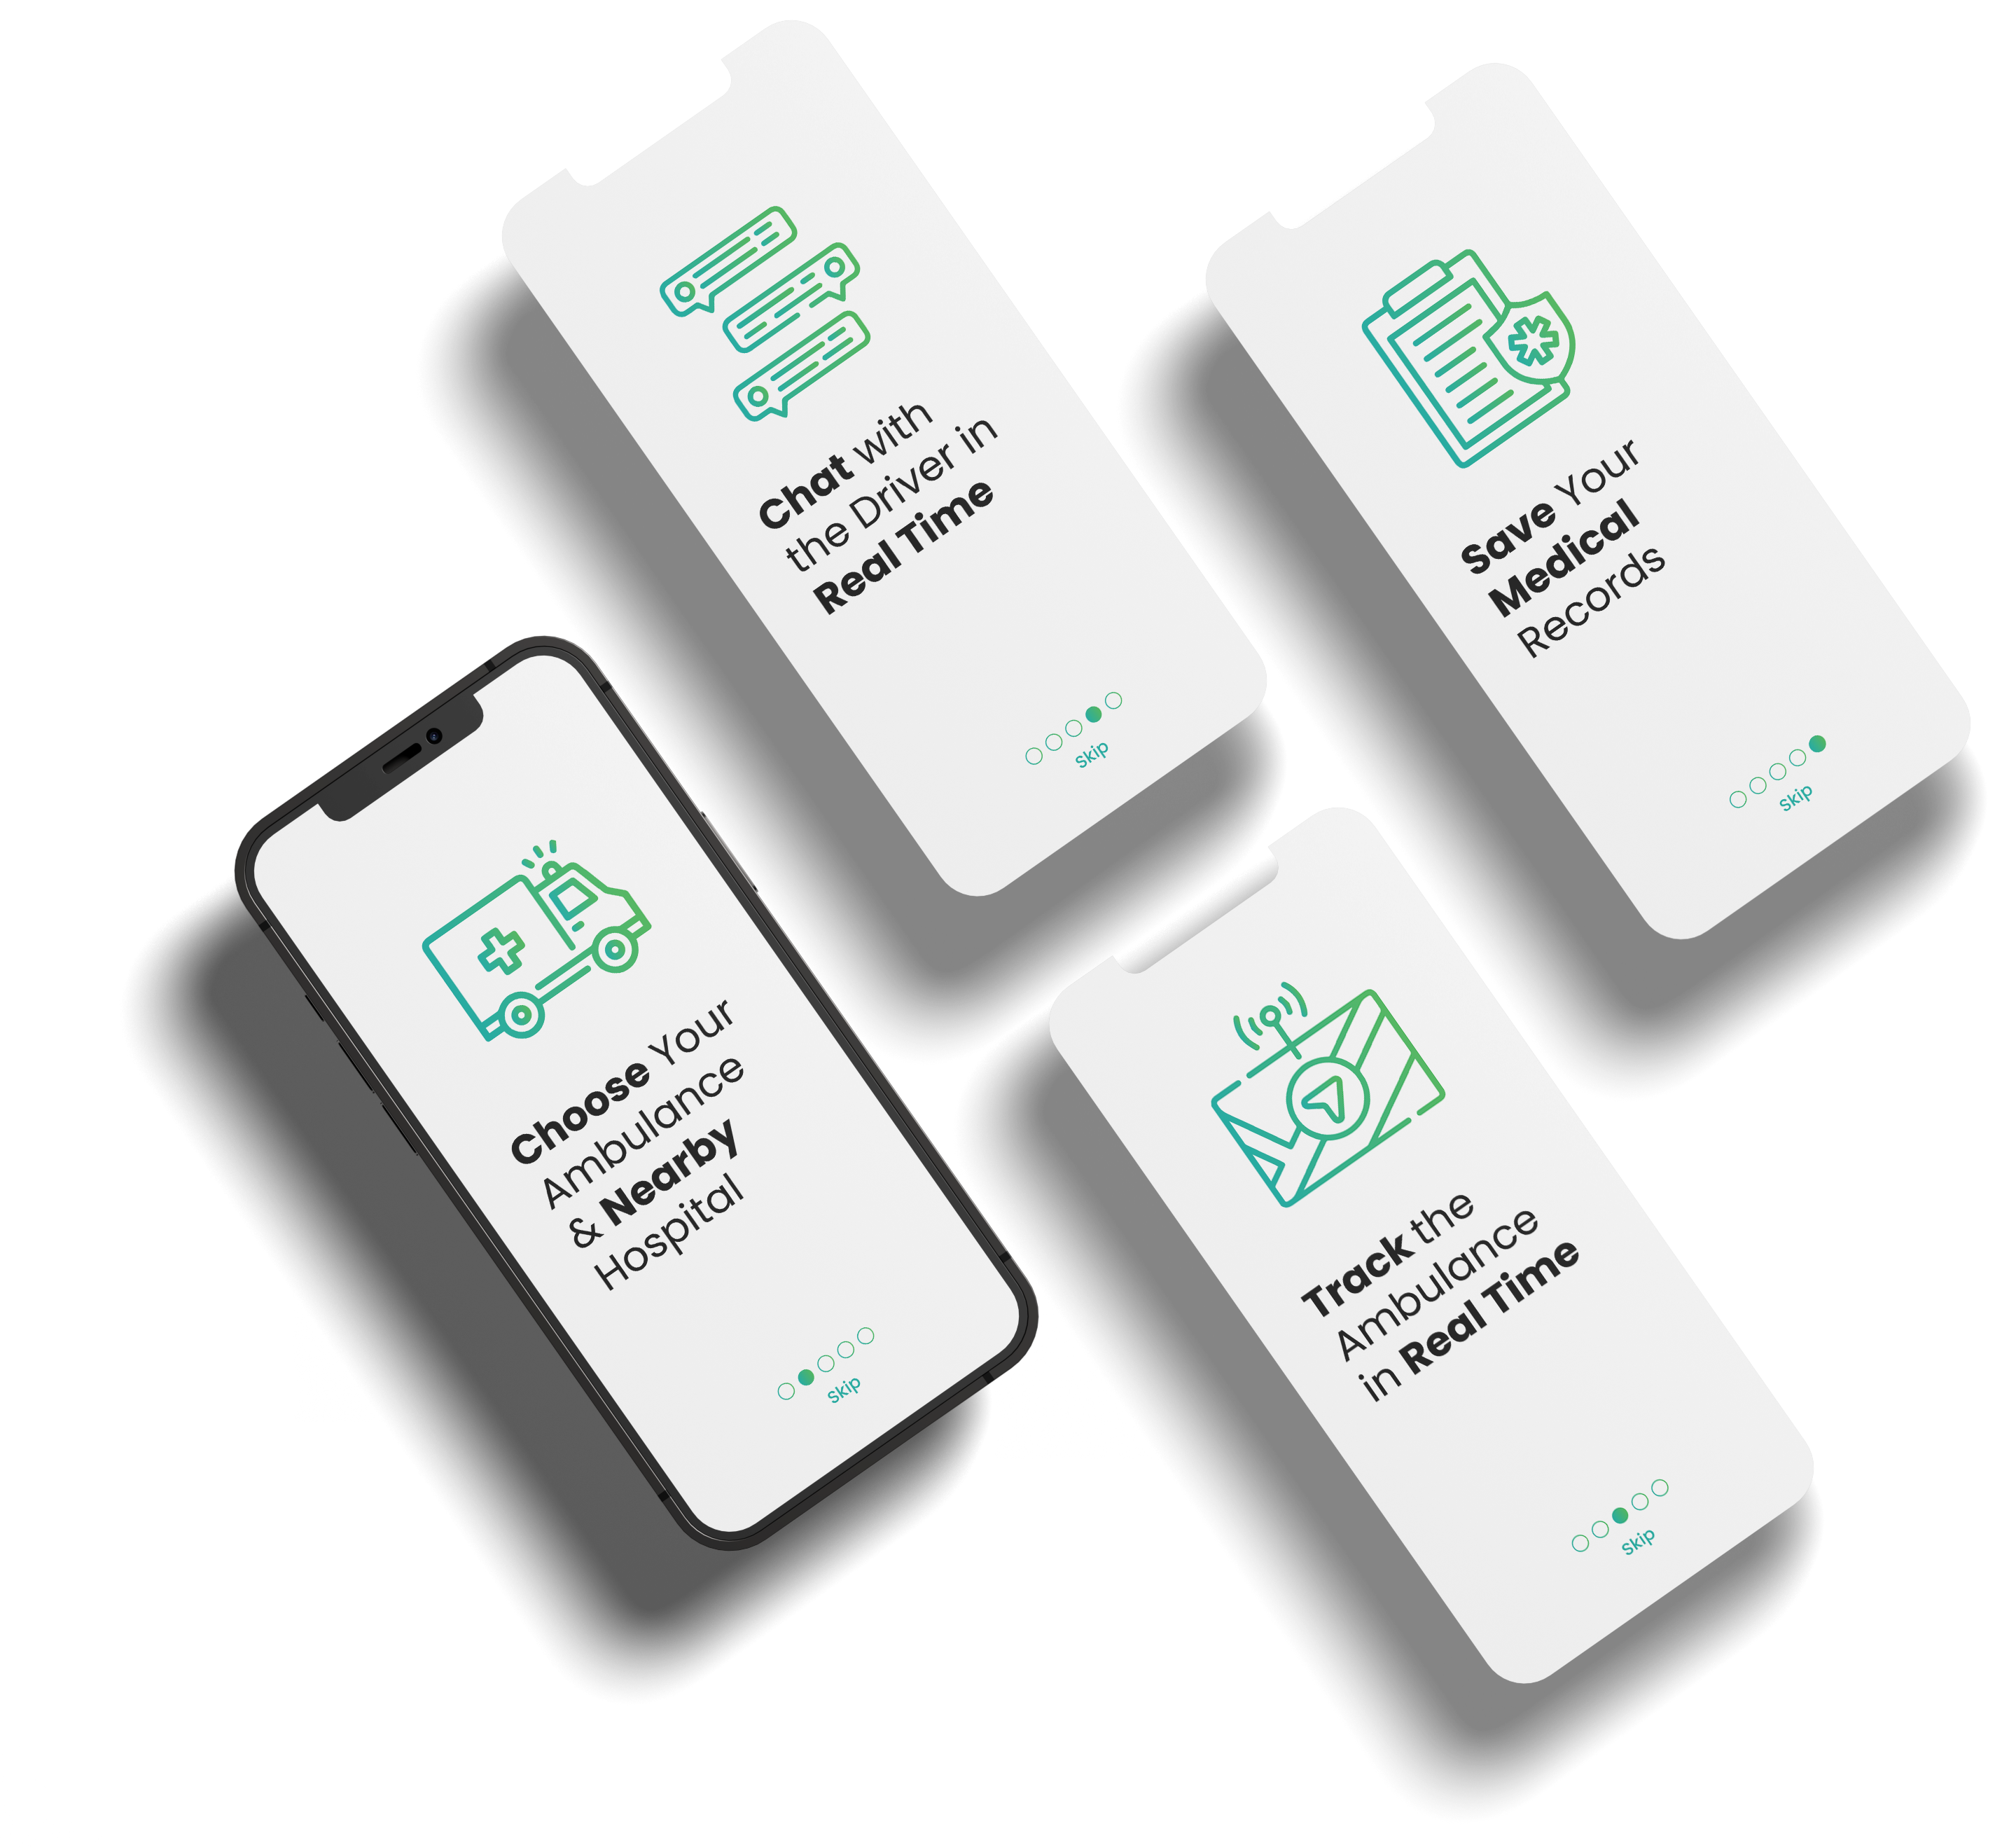 Chat with
the Driver in
Real Time
Skip
Save Your
Medical
Records
Skip
Choose Your
Ambulance
& Nearby
Hospital
Skip
Track the
Ambulance
in Real Time
Skip